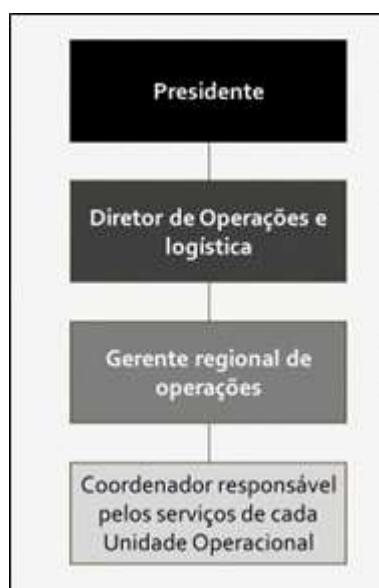 Presidente
Diretor de Operações e
logística
Gerente regional de
operações
Coordenador responsável
pelos serviços de cada
Unidade Operacional